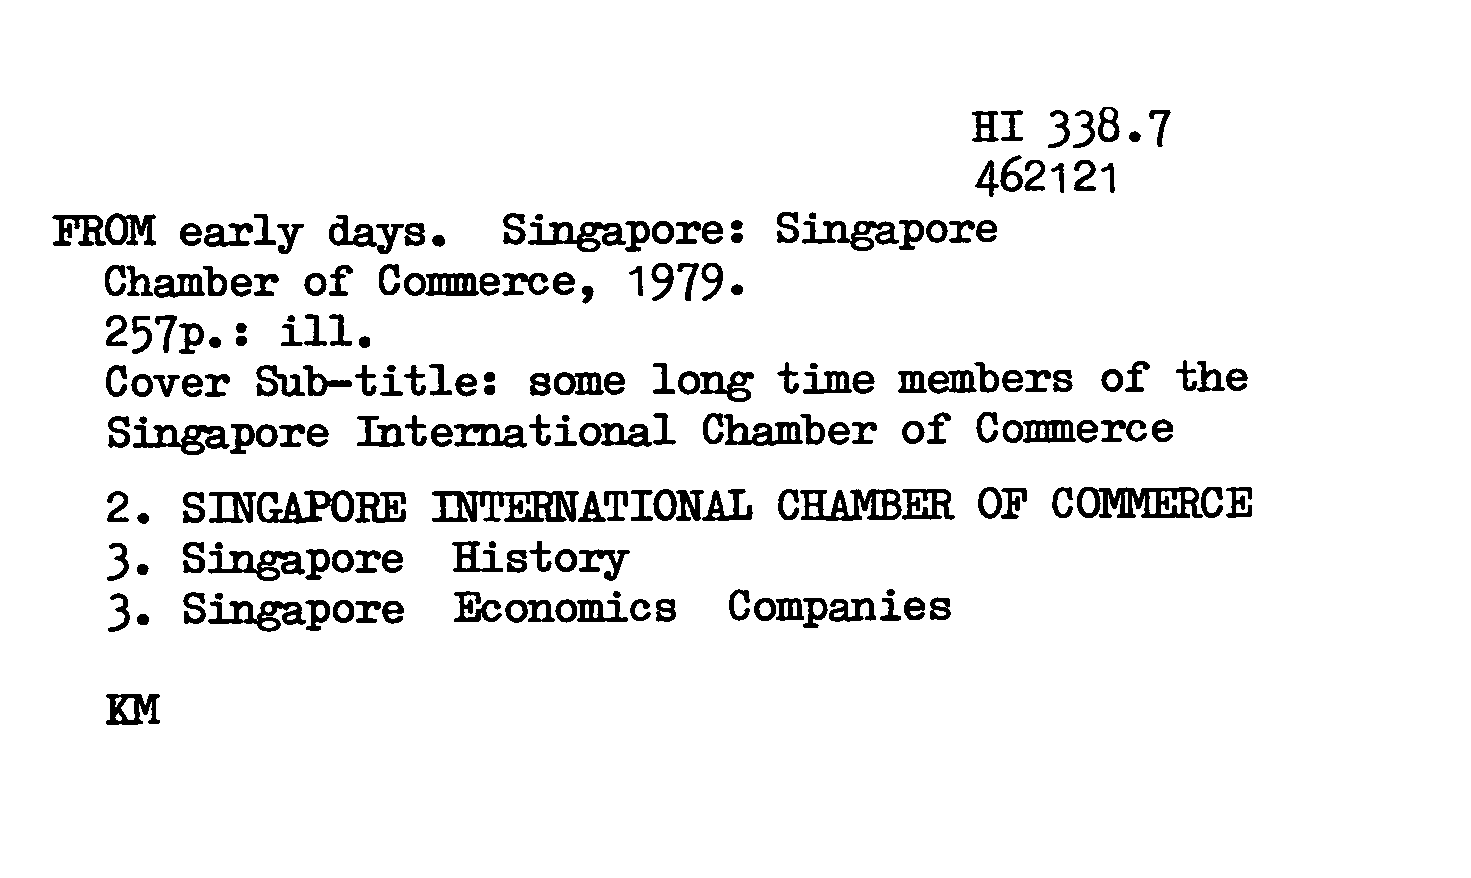 HI 338.7
462121
FROM early days. Singapore: Singapore
Chamber of Commerce, 1979.
257p.: ill.
Cover Sub-title: some long time members of the
Singapore International Chamber of Commerce
2. SINGAPORE INTERNATIONAL CHAMBER OF COMMERCE
3. Singapore History
3. Singapore Economics Companies
KM